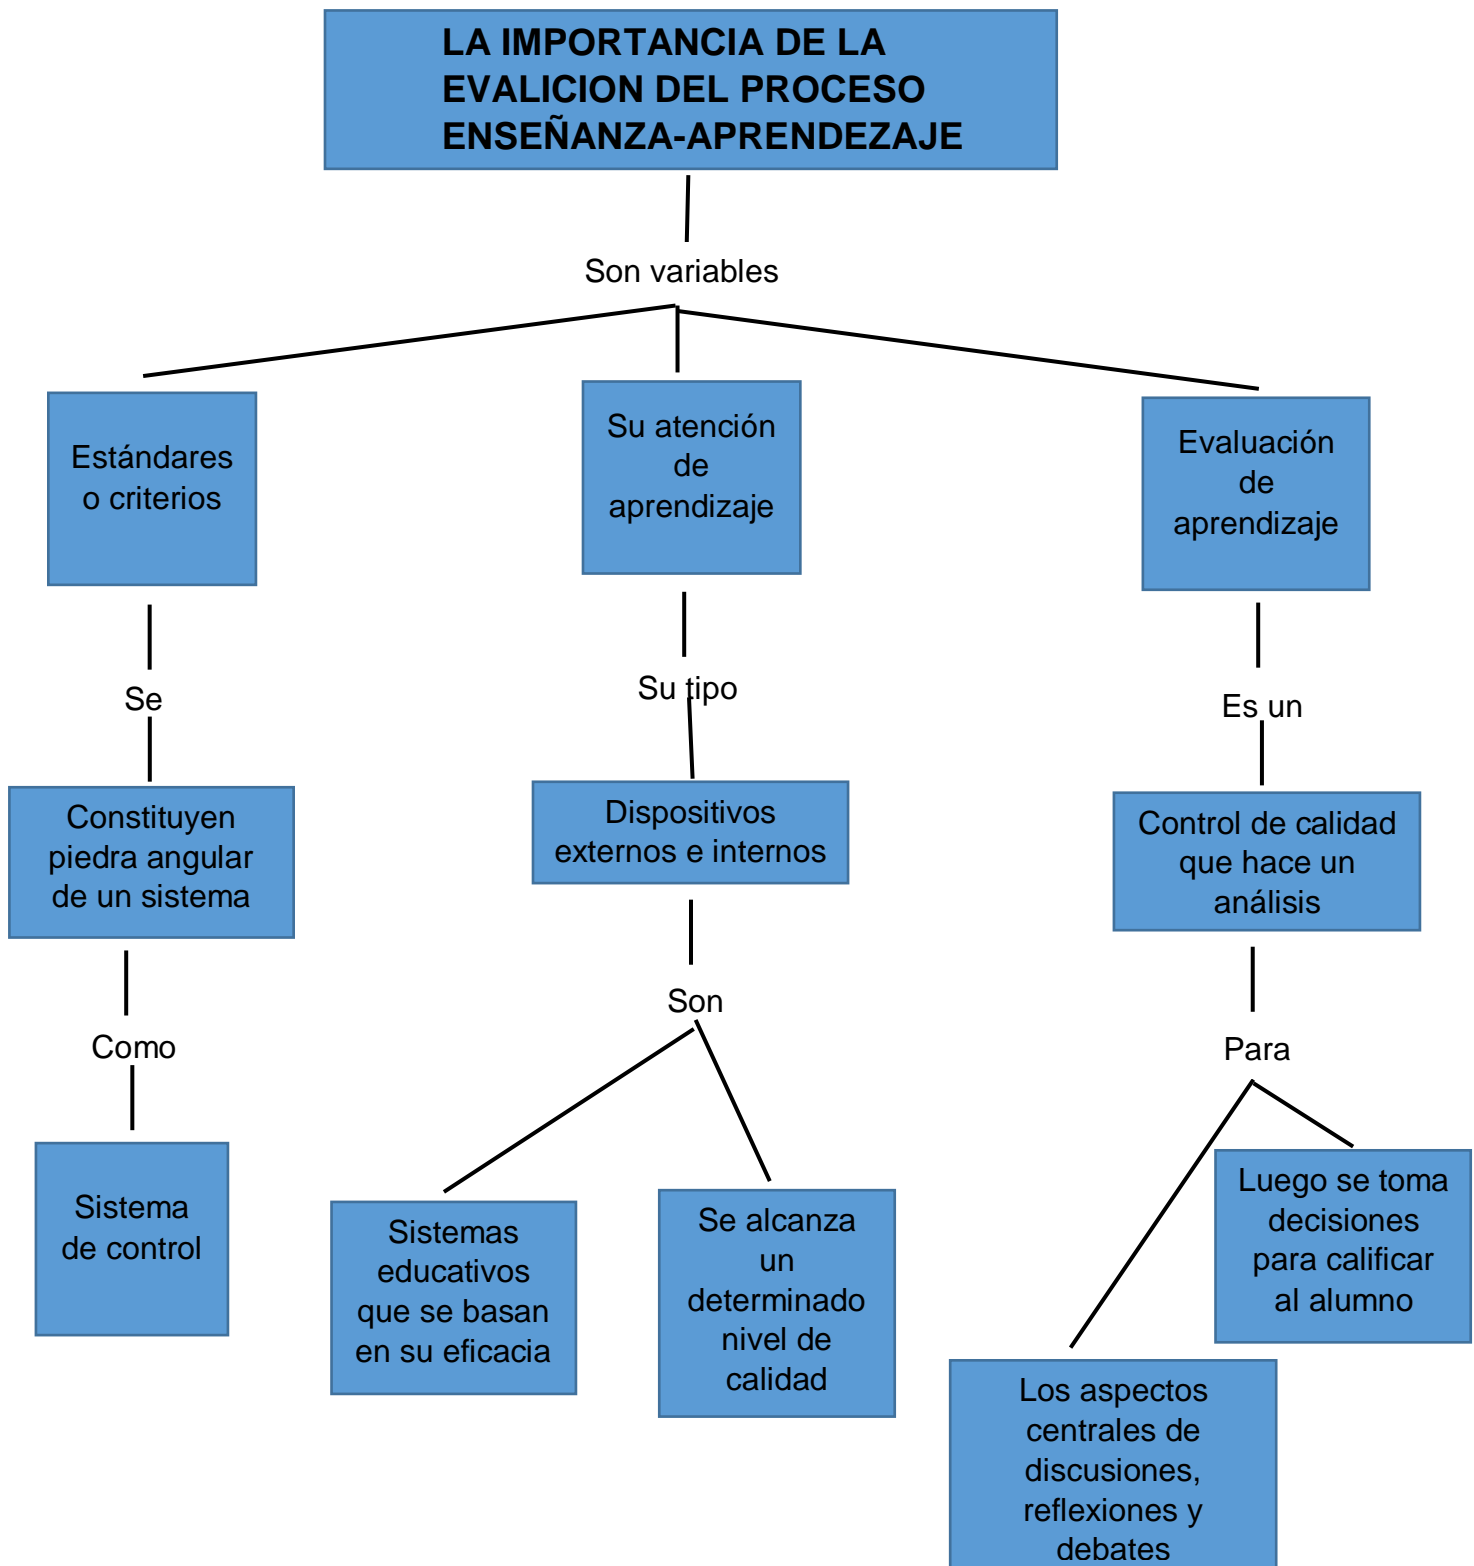 LA IMPORTANCIA DE LA
EVALICION DEL PROCESO
ENSEÑANZA-APRENDEZAJE
Son variables
Estándares
o criterios
Su atención
de
aprendizaje
Evaluación
de
aprendizaje
Se
Su tipo
Es un
Constituyen
piedra angular
de un sistema
Dispositivos
externos e internos
Control de calidad
que hace un
análisis
Como
Son
Para
Sistema
de control
Sistemas
educativos
que se basan
en su eficacia
Se alcanza
un
determinado
nivel de
calidad
Luego se toma
decisiones
para calificar
al alumno
Los aspectos
centrales de
discusiones,
reflexiones y
debates